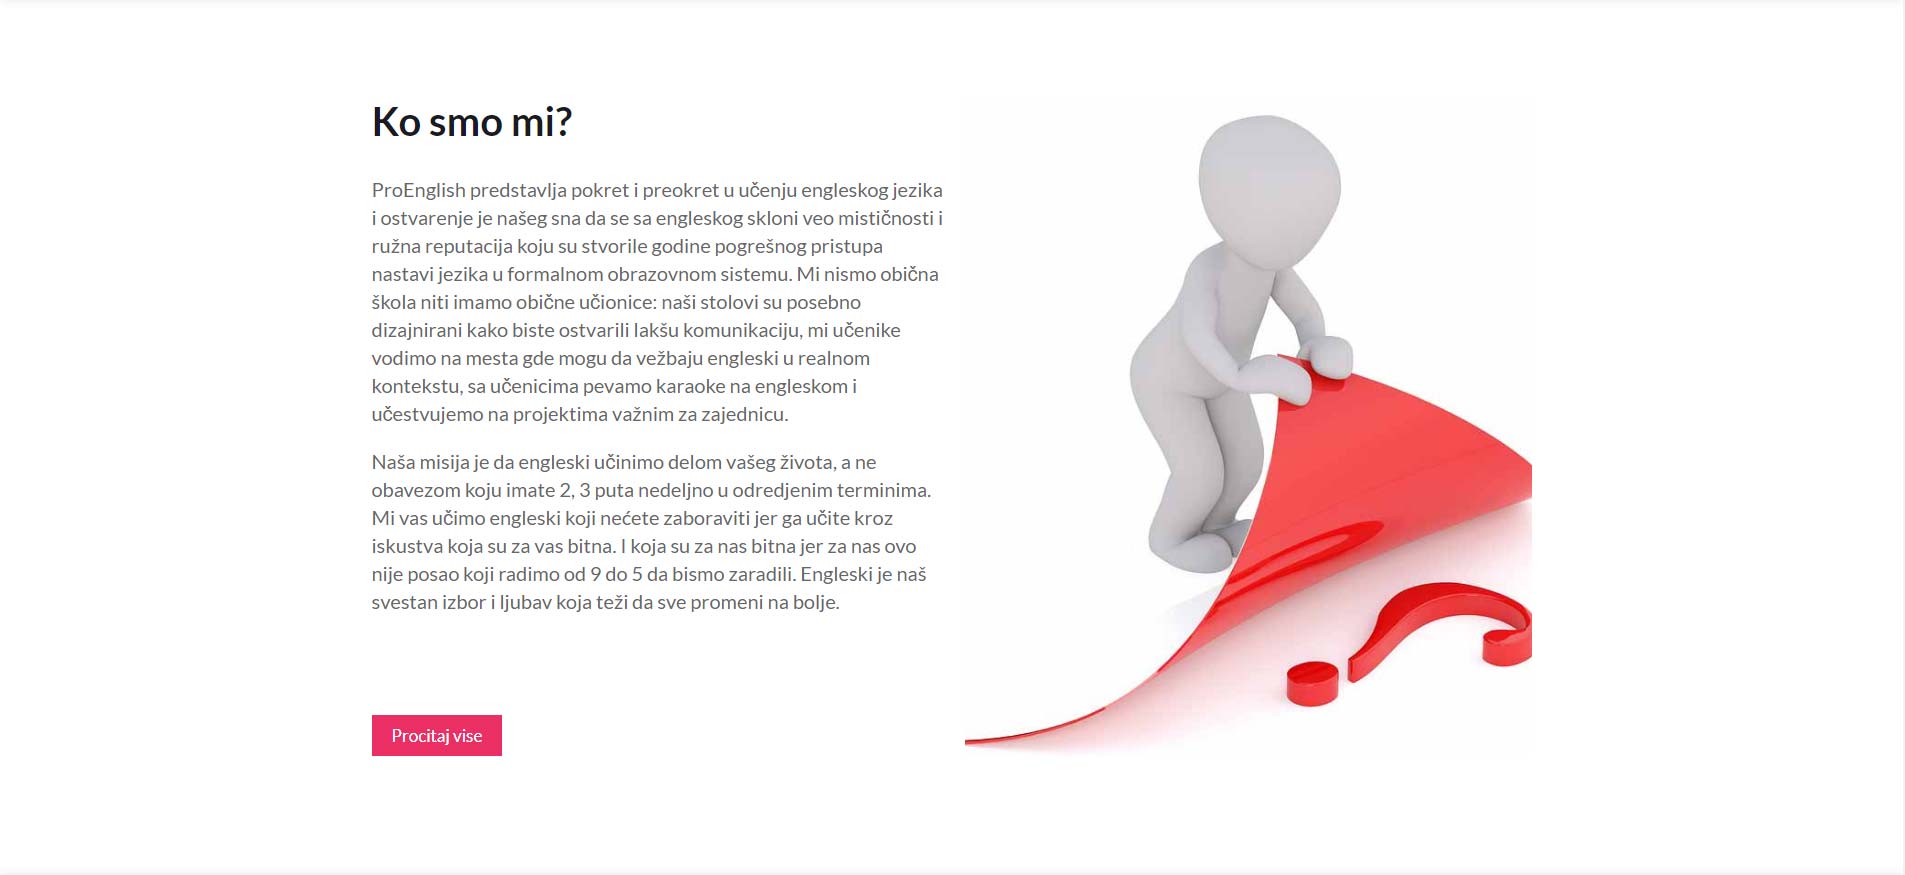 Ko smo mi?
ProEnglish predstavlja pokret i preokret u učenju engleskog jezika
i ostvarenje je našeg sna da se sa engleskog skloni veo mističnosti i
ružna reputacija koju su stvorile godine pogrešnog pristupa
nastavi jezika u formalnom obrazovnom sistemu. Mi nismo obična
škola niti imamo obične učionice: naši stolovi su posebno
dizajnirani kako biste ostvarili lakšu komunikaciju, mi učenike
vodimo na mesta gde mogu da vežbaju engleski u realnom
kontekstu, sa učenicima pevamo karaoke na engleskom i
učestvujemo na projektima važnim za zajednicu.
Naša misija je da engleski učinimo delom vašeg života, a ne
obavezom koju imate 2, 3 puta nedeljno u odredjenim terminima.
Mi vas učimo engleski koji nećete zaboraviti jer ga učite kroz
iskustva koja su za vas bitna. I koja su za nas bitna jer za nas ovo
nije posao koji radimo od 9 do 5 da bismo zaradili. Engleski je naš
svestan izbor i ljubav koja teži da sve promeni na bolje.
Procitaj vise